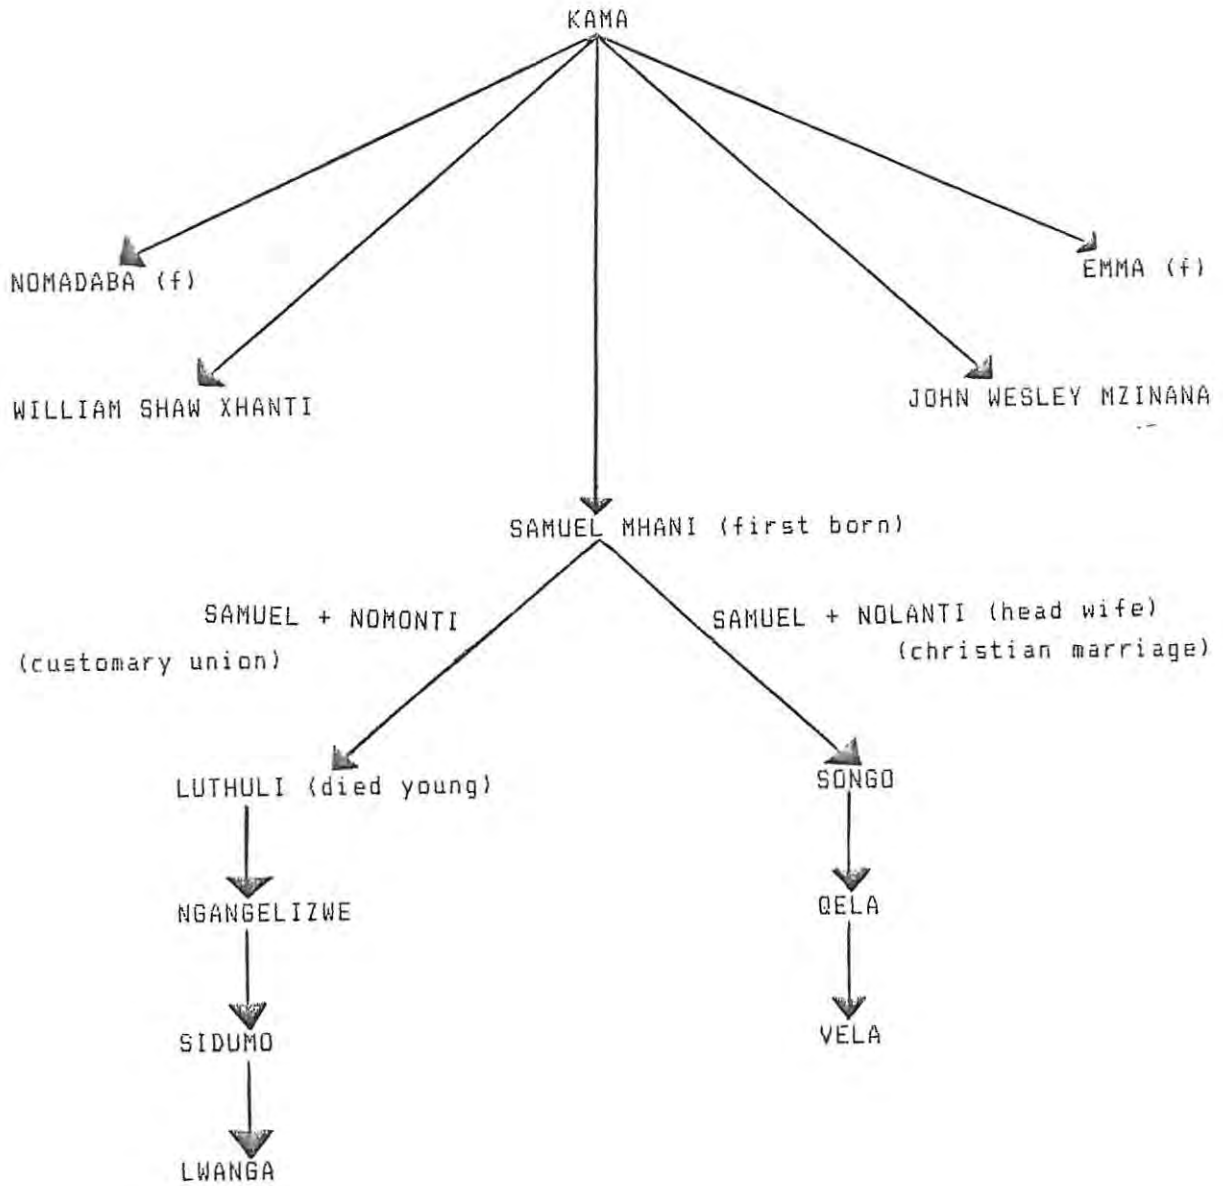 KAMA
NOMADABA (f)
EMMA (f)
WILLIAM SHAW XHANTI
JOHN WESLEY MZINANA
SAMUEL MHANI (first born)
SAMUEL + NOMONTI
(customary union)
SAMUEL + NOLANTI (head wife)
(christian marriage)
LUTHULI (died young)
SONGO
NGANGELIZWE
QELA
SIDUMO
VELA
LWANGA